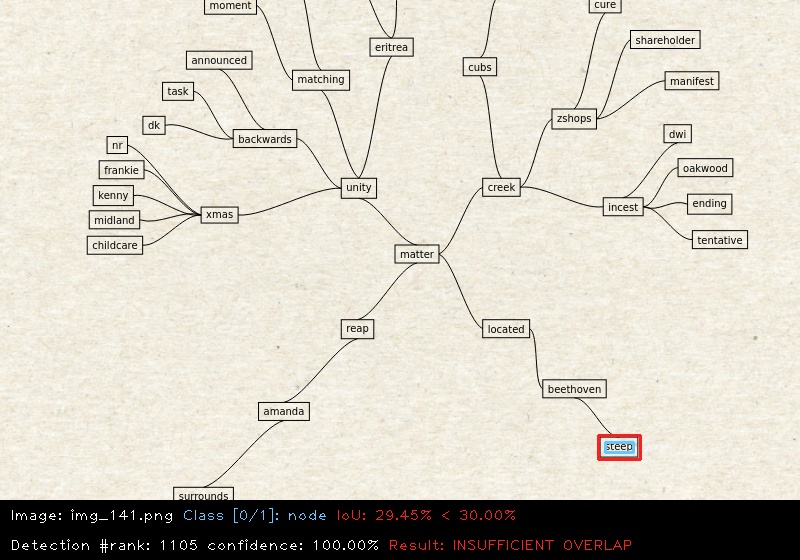 moment
cure
eritrea
shareholder
announced
cubs
matching
manifest
task
zshops
dk
backwards
dwi
nr
frankie
oakwood
unity
creek
kenny
ending
xmas
incest
midland
tentative
childcare
matter
reap
located
beethoven
amanda
steep
surrounds
Image: img_141.png Class [0/1]: node IoU: 29.45% < 30.00%
Detection #rank: 1105 confidence: 100.00% Result: INSUFFICIENT OVERLAP